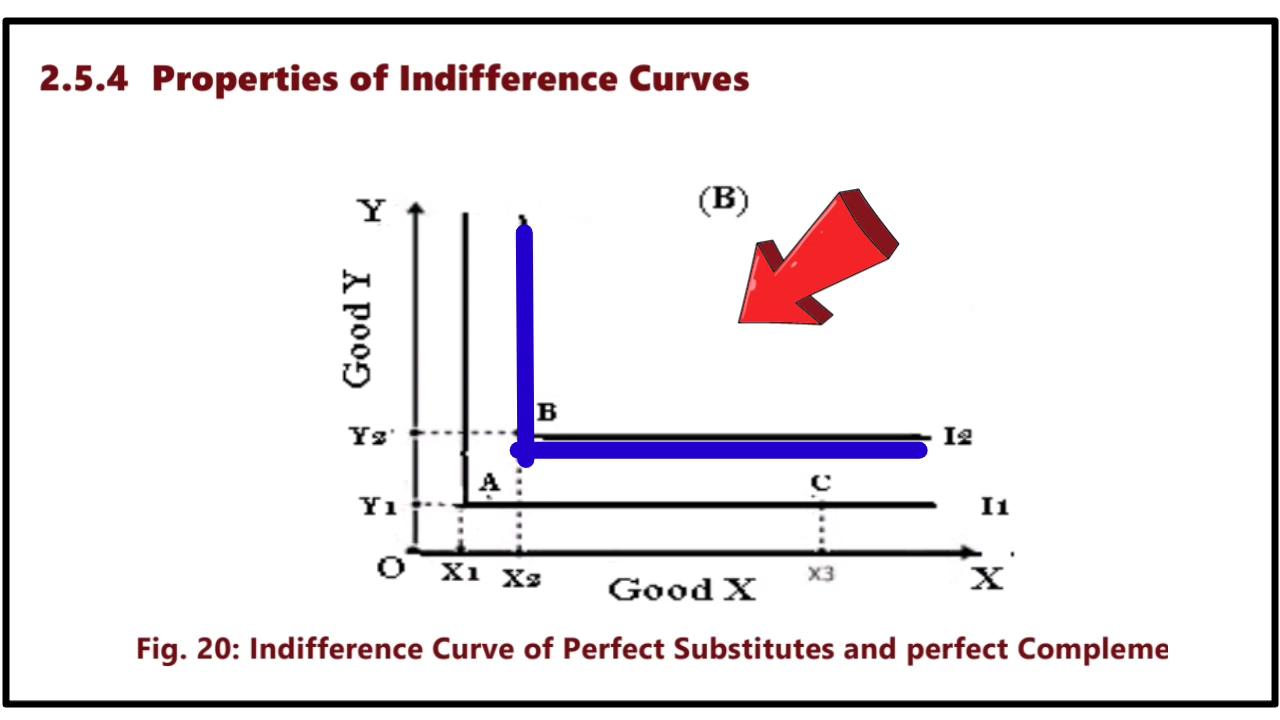 2.5.4 Properties of Indifference Curves
(B)
Y
Good Y
B
Y2
I2
A
C
Y1
I1
O
X1
X2
Good X
X3
X
Fig. 20: Indifference Curve of Perfect Substitutes and perfect Compleme